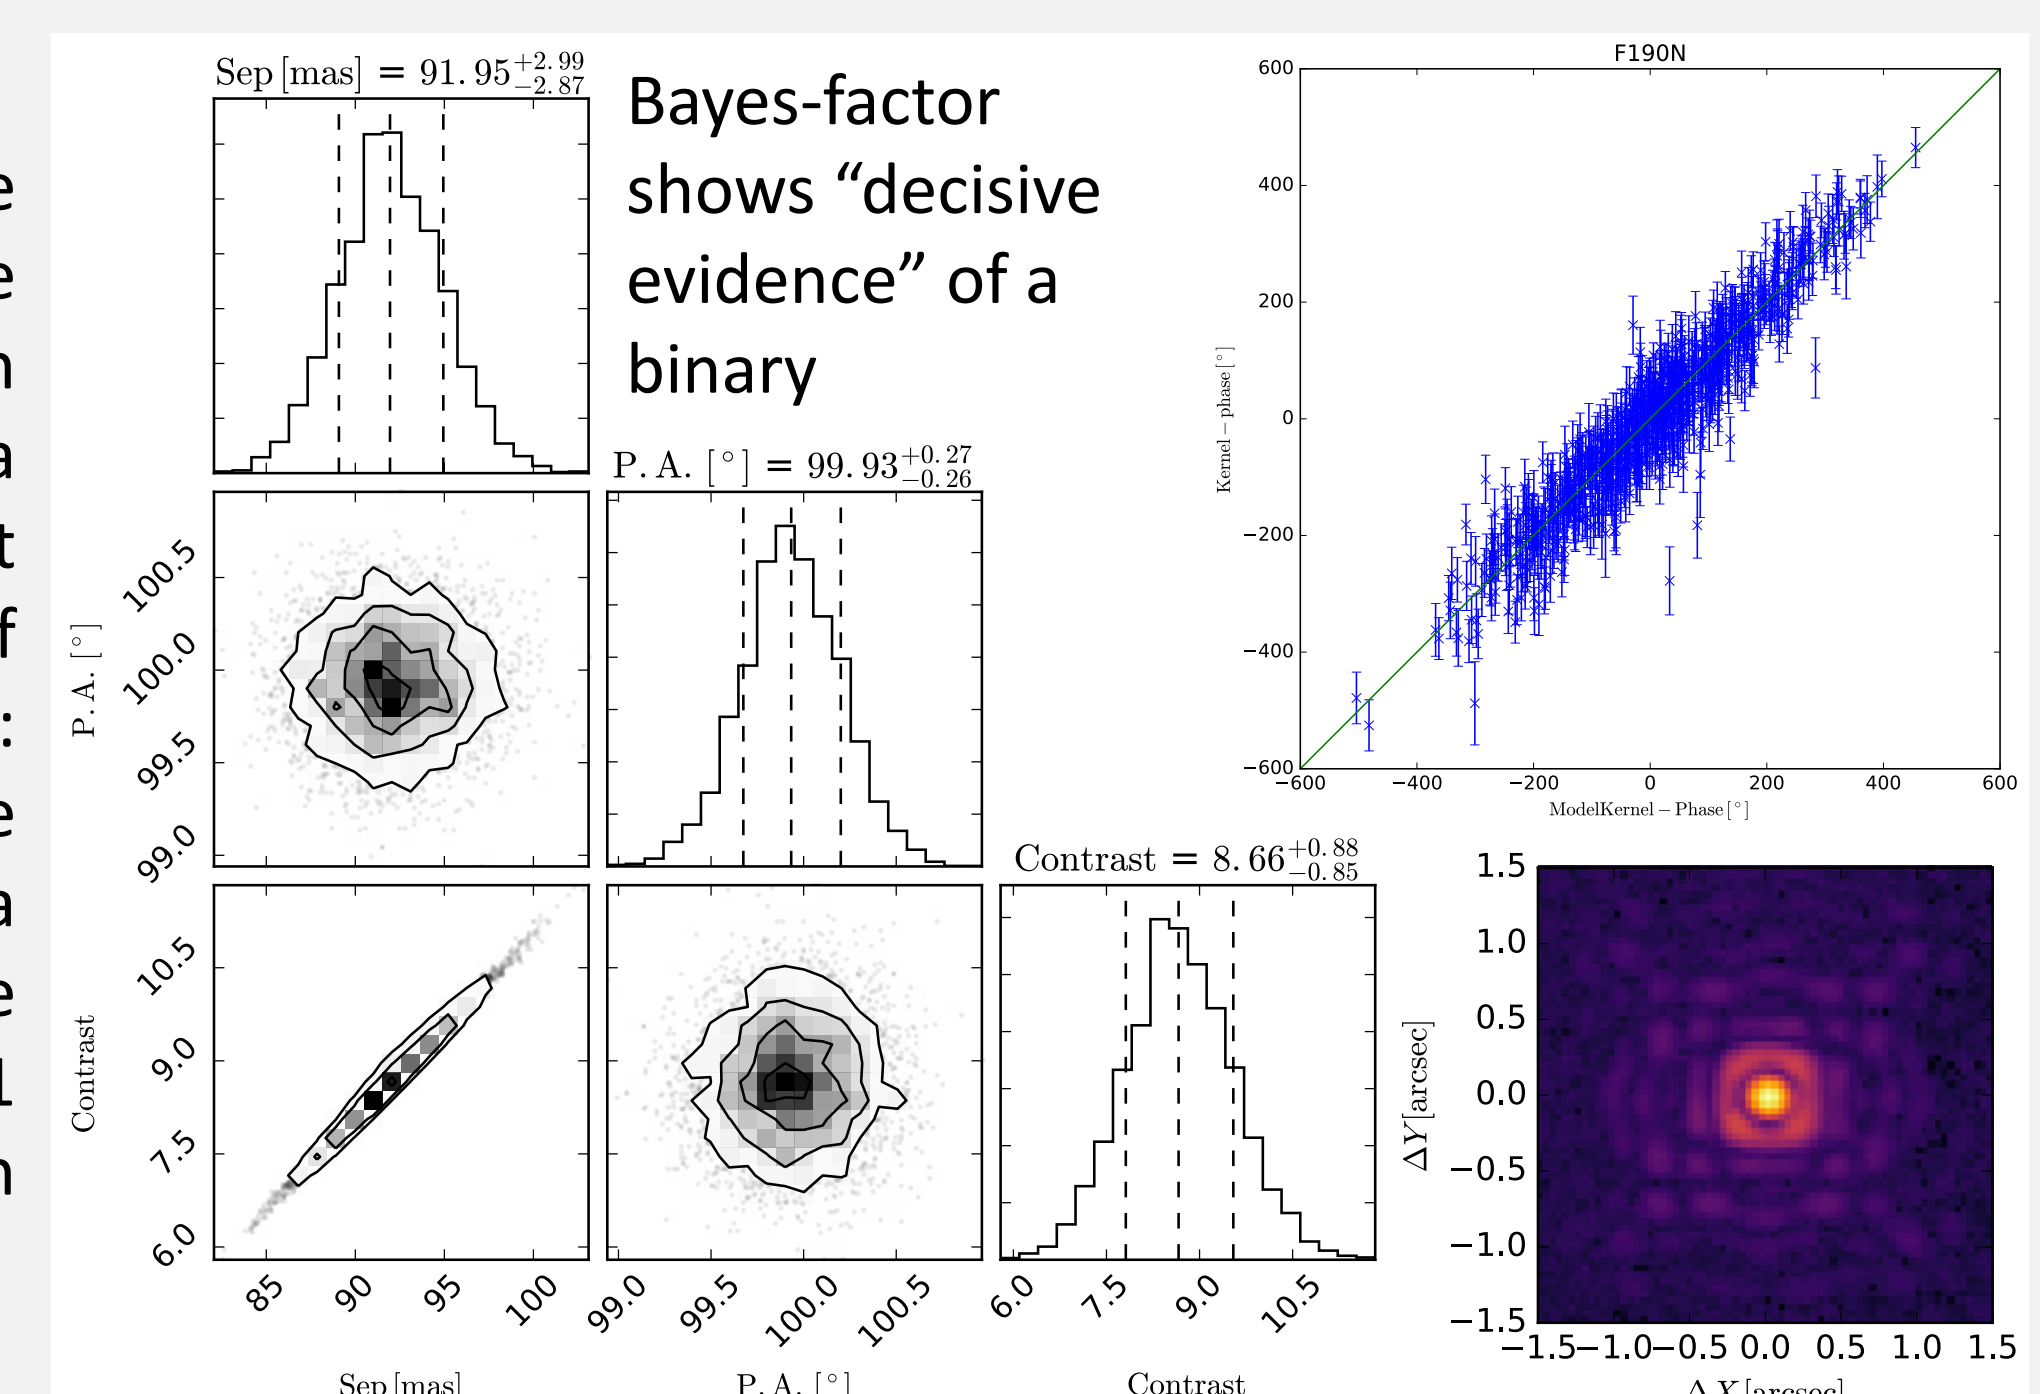 e
e
n
a
t
f
:
e
a
e
1
n
Sep [mas] = 91.95 +2.99 −2.87
Bayes-factor
shows “decisive
evidence” of a
binary
P. A. [°] = 99.93 +0.27 −0.26
Contrast = 8.66 +0.88 −0.85
P. A. [°]
100.5
100.0
99.5
99.0
Contrast
10.5
9.0
7.5
6.0
85 90 95 100
Sep [mas]
99.0 99.5 100.0 100.5
P. A. [°]
6.0 7.5 9.0 10.5
Contrast
F190N
Kernel − phase [°]
600
400
200
0
−200
−400
−600
−600 −400 −200 0 200 400 600
ModelKernel − Phase [°]
ΔY[arcsec]
1.5
1.0
0.5
0.0
−0.5
−1.0
−1.5
−1.5 −1.0 −0.5 0.0 0.5 1.0 1.5
ΔX[arcsec]